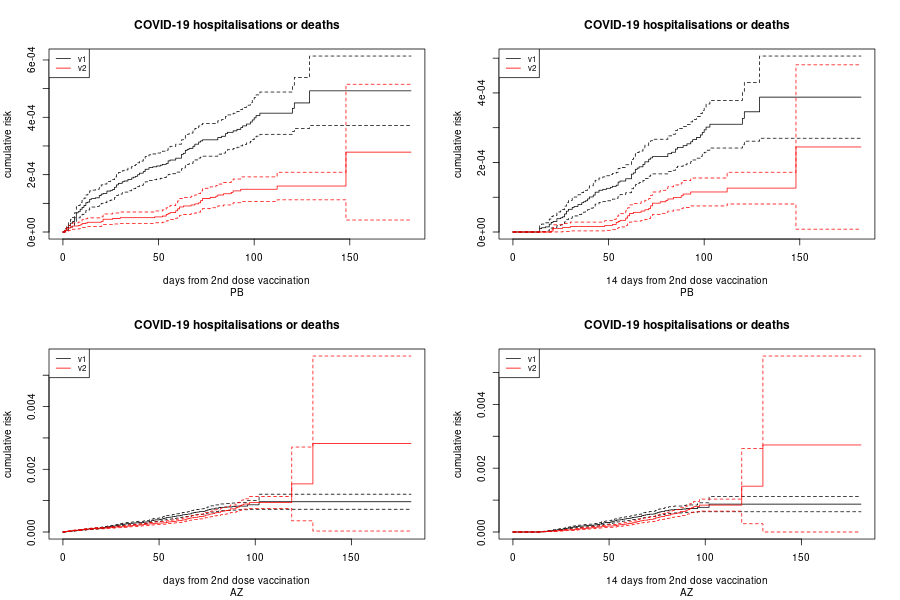 COVID-19 hospitalisations or deaths
v1
v2
cumulative risk
0e+00
2e-04
4e-04
6e-04
0
50
100
150
days from 2nd dose vaccination
PB
COVID-19 hospitalisations or deaths
v1
v2
cumulative risk
0e+00
2e-04
4e-04
0
50
100
150
14 days from 2nd dose vaccination
PB
COVID-19 hospitalisations or deaths
v1
v2
cumulative risk
0.000
0.002
0.004
0
50
100
150
days from 2nd dose vaccination
AZ
COVID-19 hospitalisations or deaths
v1
v2
cumulative risk
0.000
0.002
0.004
0
50
100
150
14 days from 2nd dose vaccination
AZ